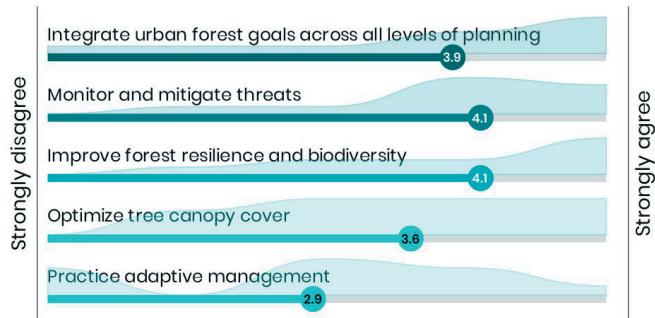 Strongly disagree
Integrate urban forest goals across all levels of planning
3.9
Monitor and mitigate threats
4.1
Improve forest resilience and biodiversity
4.1
Optimize tree canopy cover
3.6
Practice adaptive management
2.9
Strongly agree